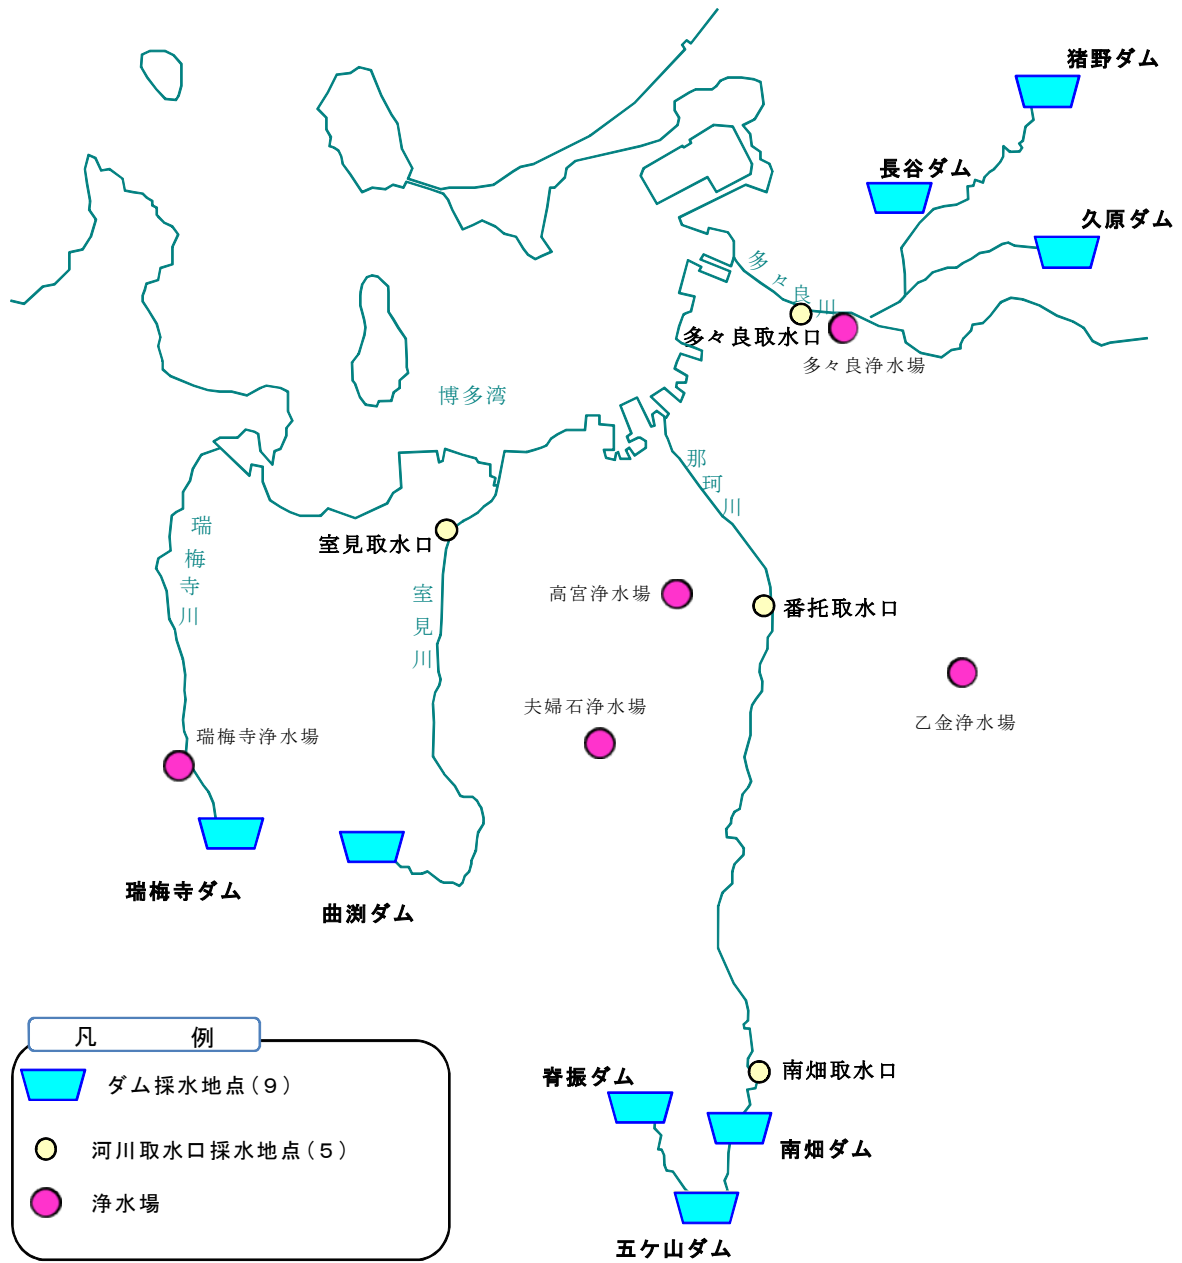 猪野ダム
長谷ダム
久原ダム
多々良川
多々良取水口
多々良浄水場
博多湾
那珂川
瑞梅寺川
室見取水口
室見川
高宮浄水場
番托取水口
夫婦石浄水場
乙金浄水場
瑞梅寺浄水場
瑞梅寺ダム
曲渕ダム
凡 例
ダム採水地点(9)
河川取水口採水地点(5)
浄水場
脊振ダム
南畑取水口
南畑ダム
五ケ山ダム